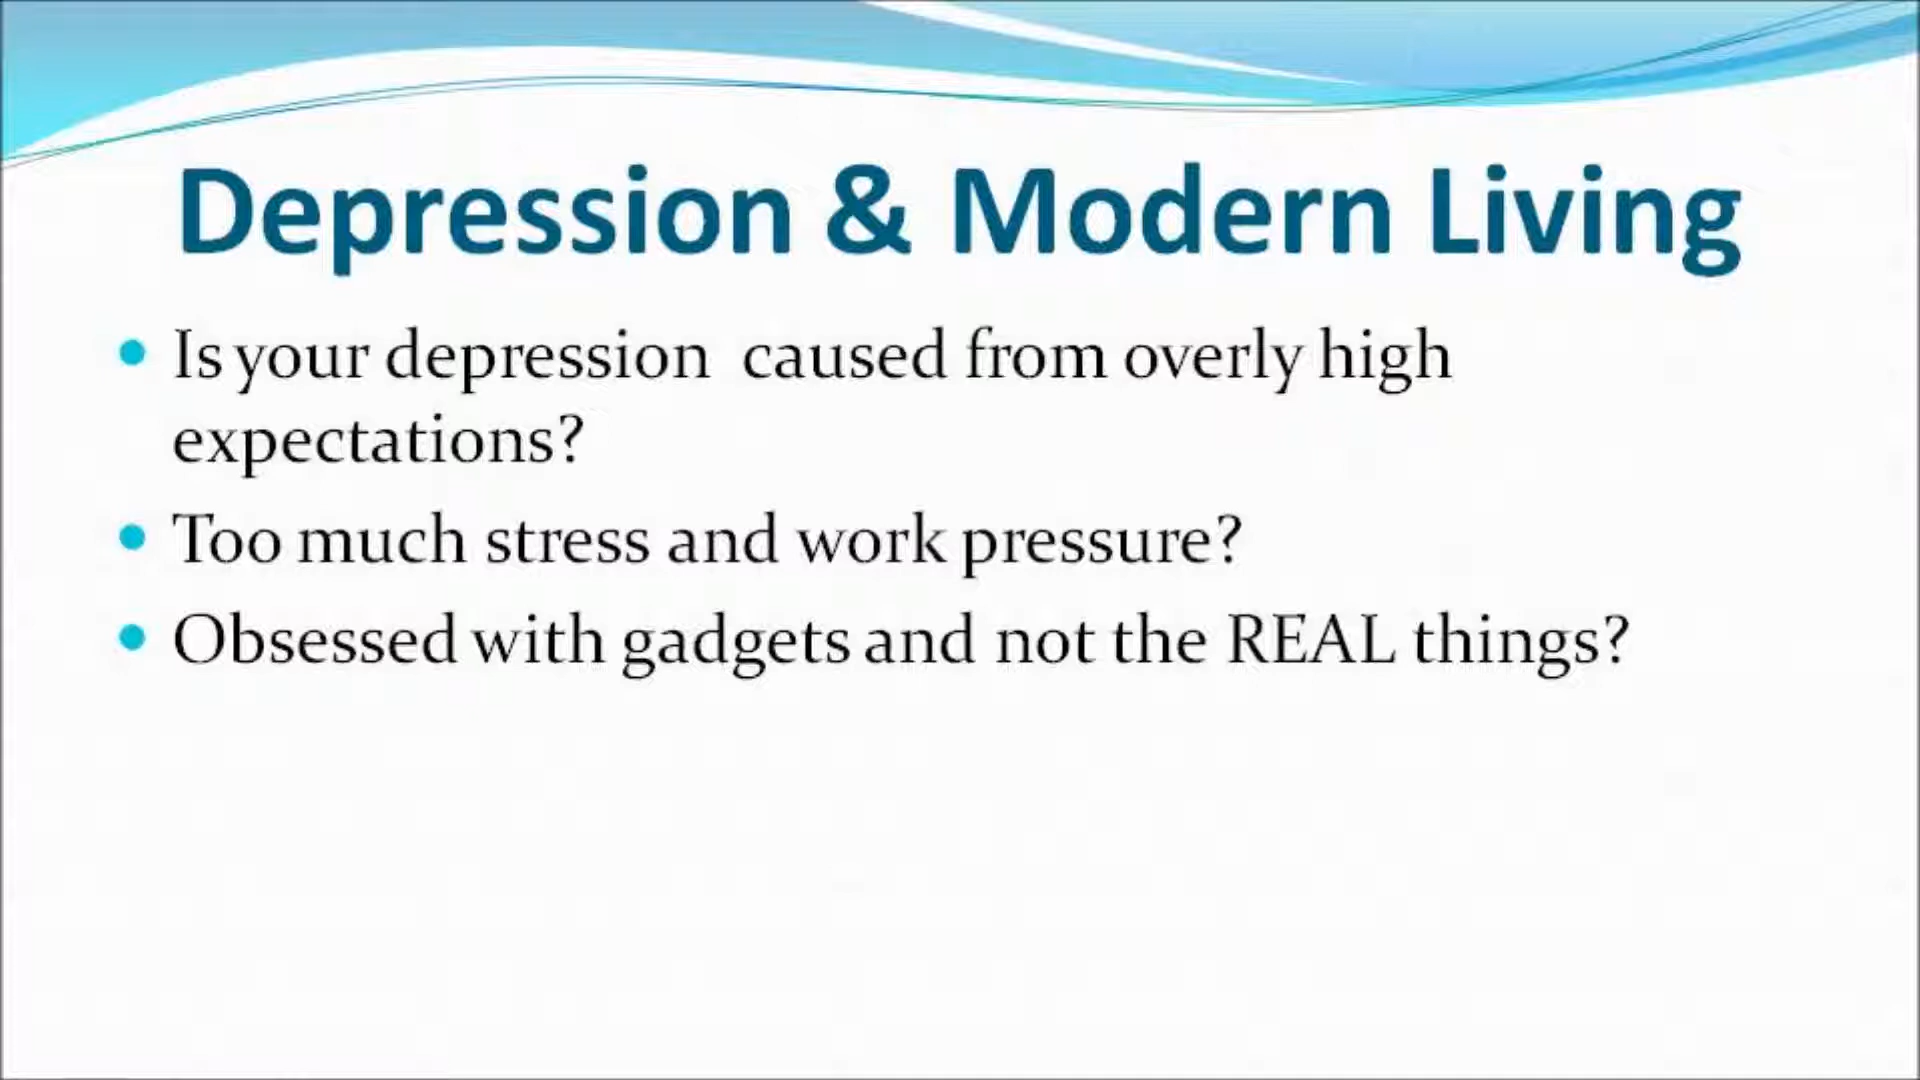 Depression & Modern Living
• Is your depression  caused from overly high
expectations?
• Too much stress and work pressure?
• Obsessed with gadgets and not the REAL things?